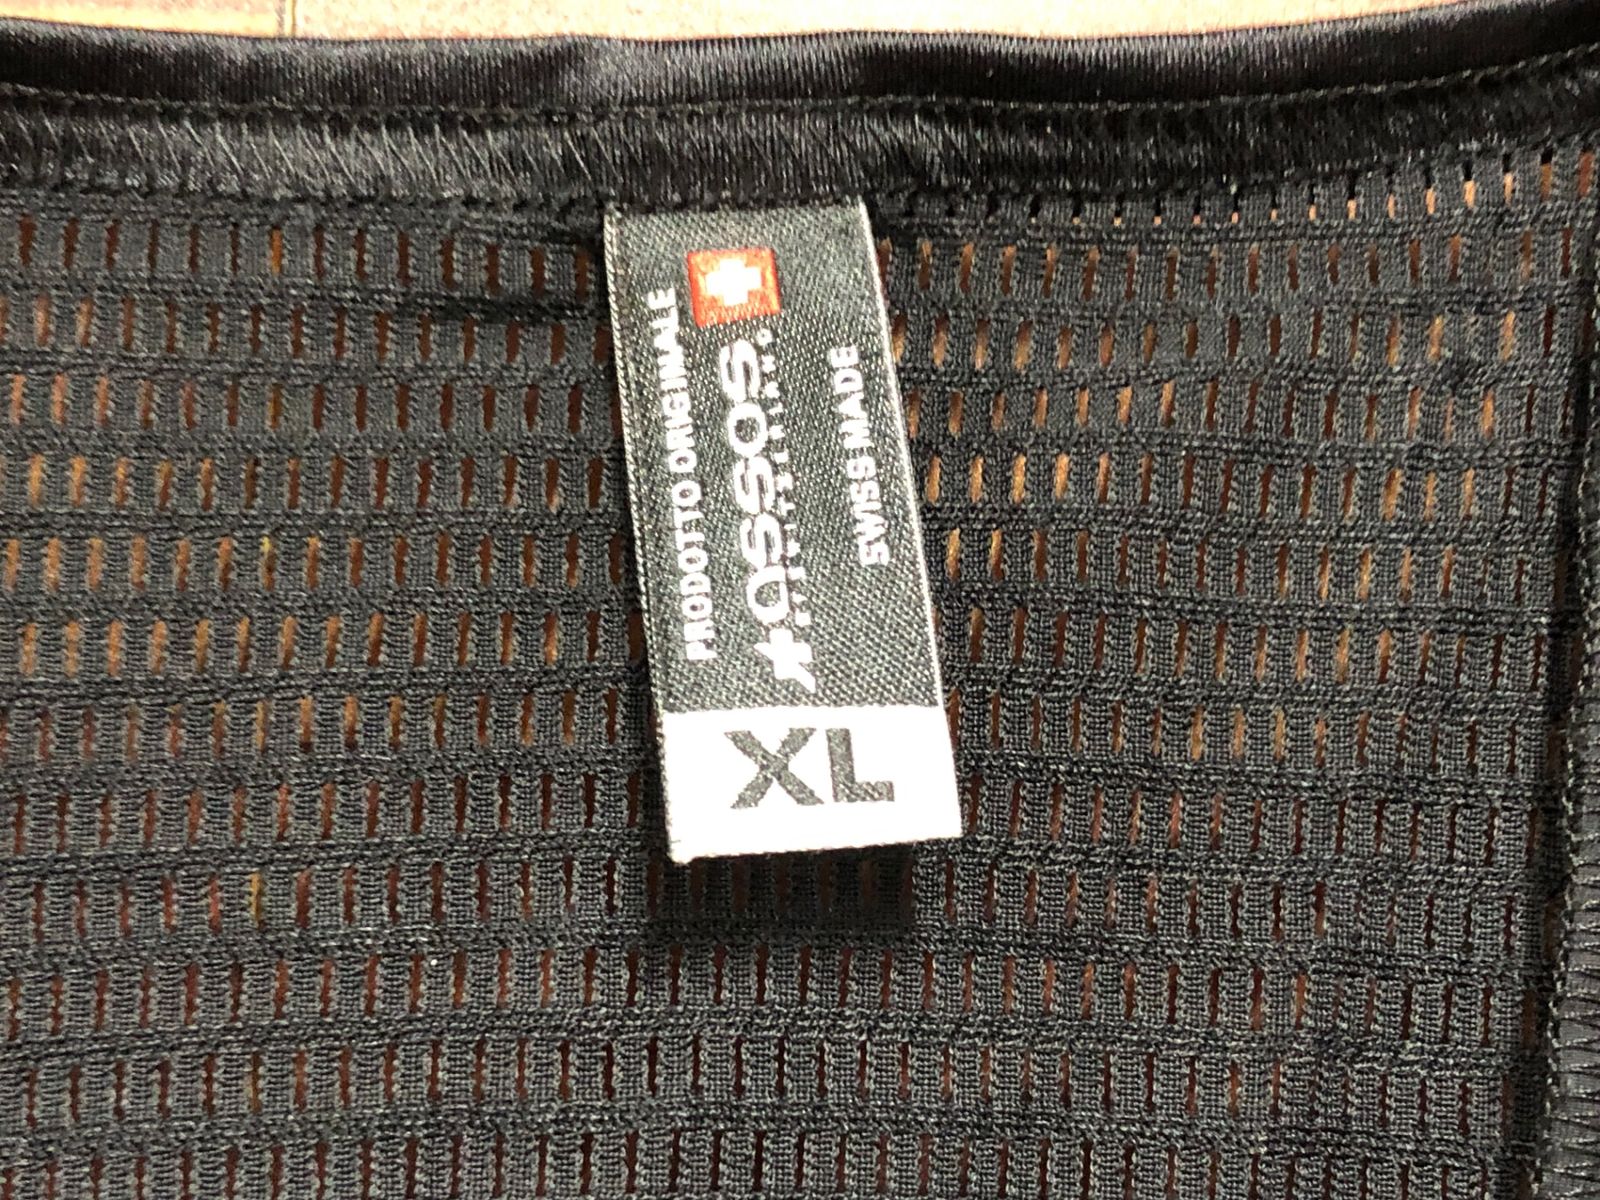 PRODOTTO ORIGINALE
assos
SWISS MADE
XL